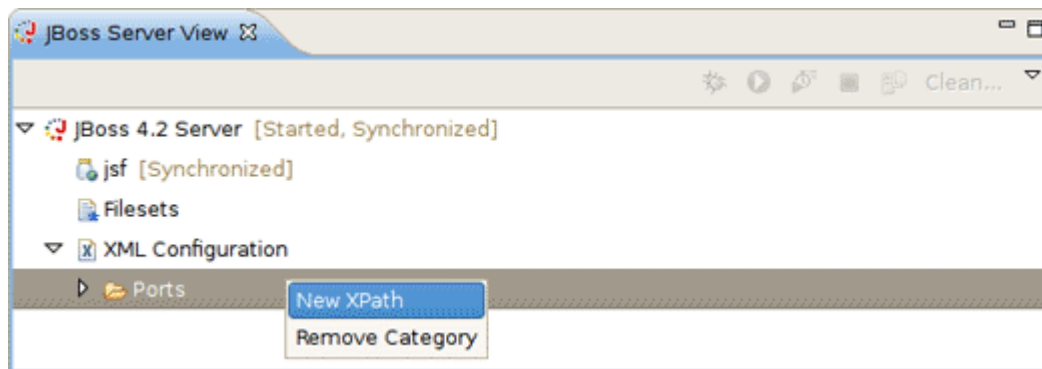 JBoss Server View
Clean...
JBoss 4.2 Server [Started, Synchronized]
jsf [Synchronized]
Filesets
XML Configuration
Ports
New XPath
Remove Category